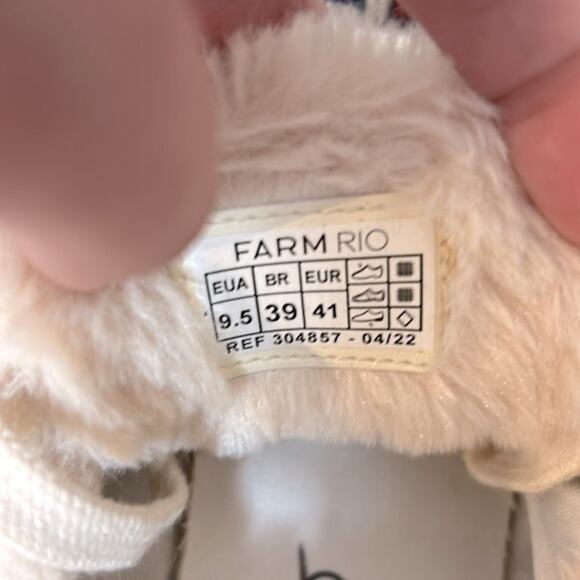 FARM RIO
EUA BR EUR
9.5 39 41
REF 304857 - 04/22